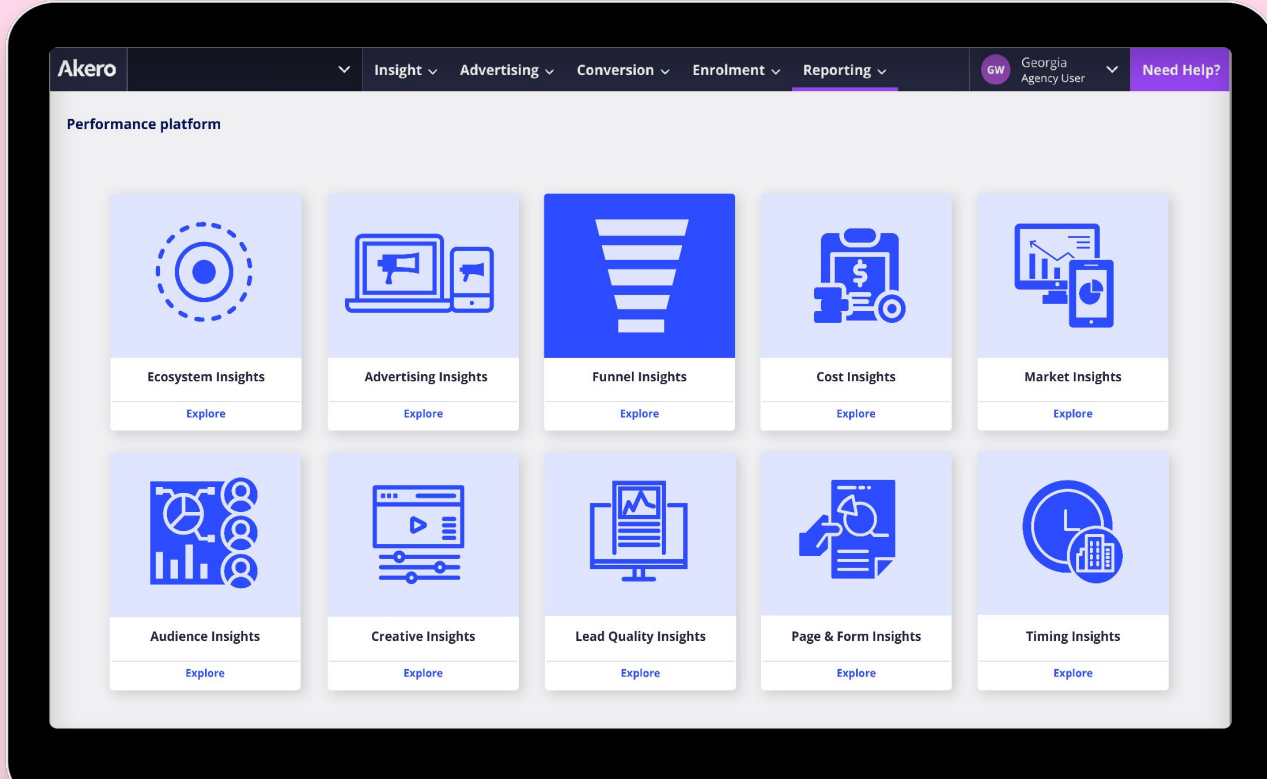 Akero
Insight
Advertising
Conversion
Enrolment
Reporting
GW
Georgia
Agency User
Need Help?
Performance platform
$
Ecosystem Insights
Advertising Insights
Funnel Insights
Cost Insights
Market Insights
Explore
Explore
Explore
Explore
Explore
Audience Insights
Creative Insights
Lead Quality Insights
Page & Form Insights
Timing Insights
Explore
Explore
Explore
Explore
Explore